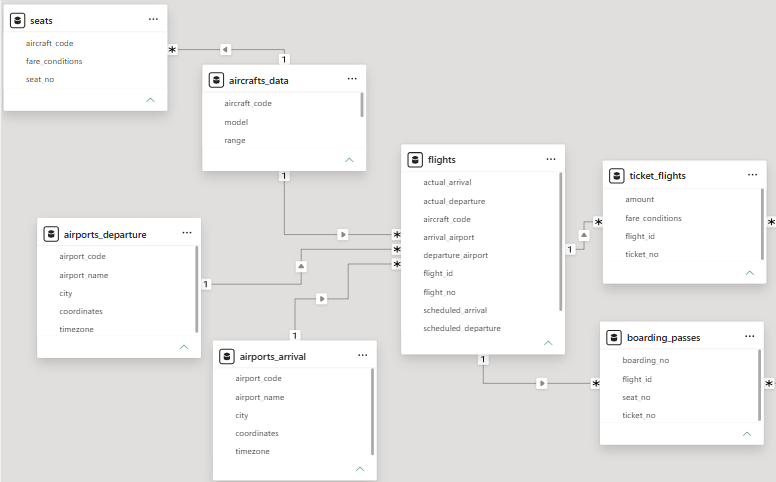 seats
aircraft_code
fare_conditions
seat_no
*
1
aircrafts_data
aircraft_code
model
range
1
flights
actual_arrival
actual_departure
aircraft_code
arrival_airport
departure_airport
flight_id
flight_no
scheduled_arrival
scheduled_departure
*
*
*
1
1
ticket_flights
amount
fare_conditions
flight_id
ticket_no
*
*
airports_departure
airport_code
airport_name
city
coordinates
timezone
1
airports_arrival
airport_code
airport_name
city
coordinates
timezone
1
boarding_passes
boarding_no
flight_id
seat_no
ticket_no
*
*